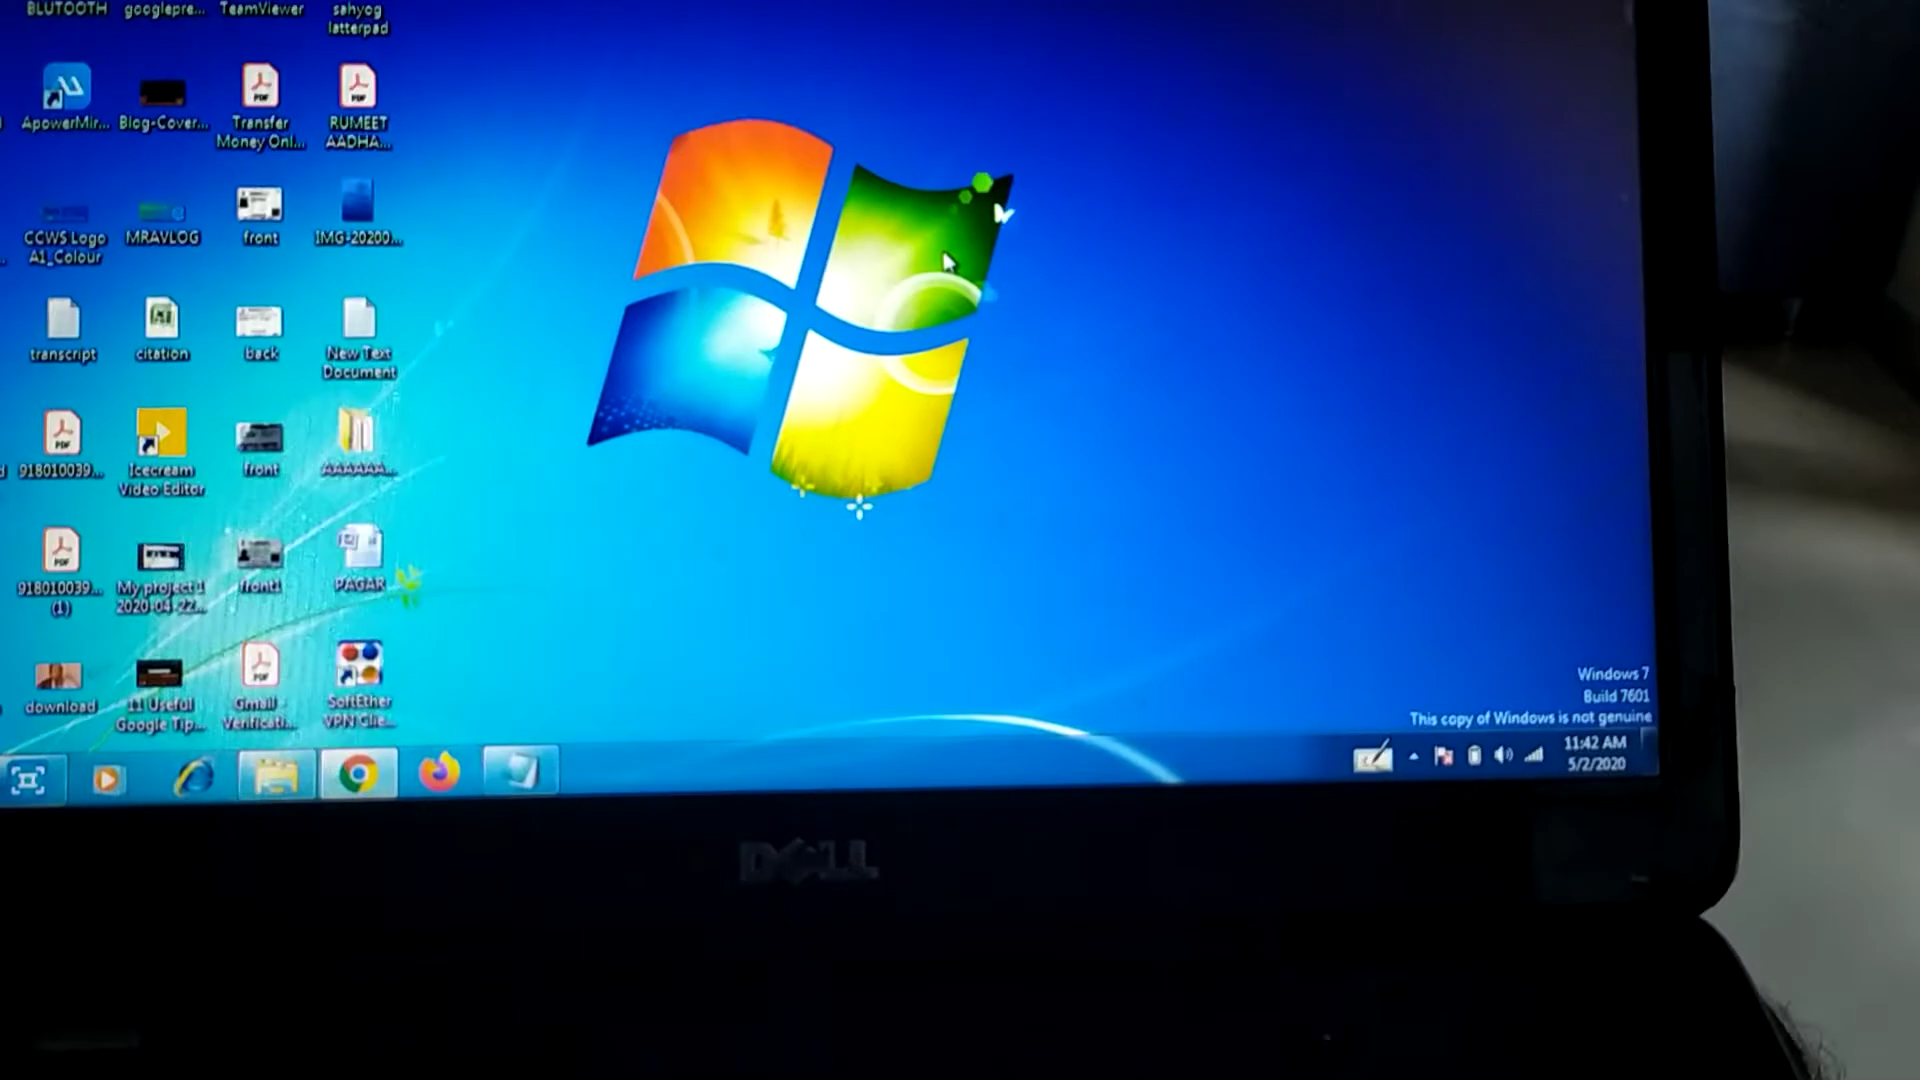 BLUTOOTH
googlepre...
TeamViewer
sahyog
latterpad
ApowerMir...
Blog-Cover...
Transfer
Money Onl...
RUMEET
AADHA...
CCWS Logo
A1_Colour
MRAVLOG
front
IMG-20200...
transcript
citation
back
New Text
Document
918010039...
Icecream
Video Editor
front
AAAAAA...
918010039...
(1)
My project 1
2020-04-22...
front1
PAGAR
download
11 Useful
Google Tip...
Gmail -
Verificati...
SoftEther
VPN Clie...
Windows 7
Build 7601
This copy of Windows is not genuine
11:42 AM
5/2/2020
DELL